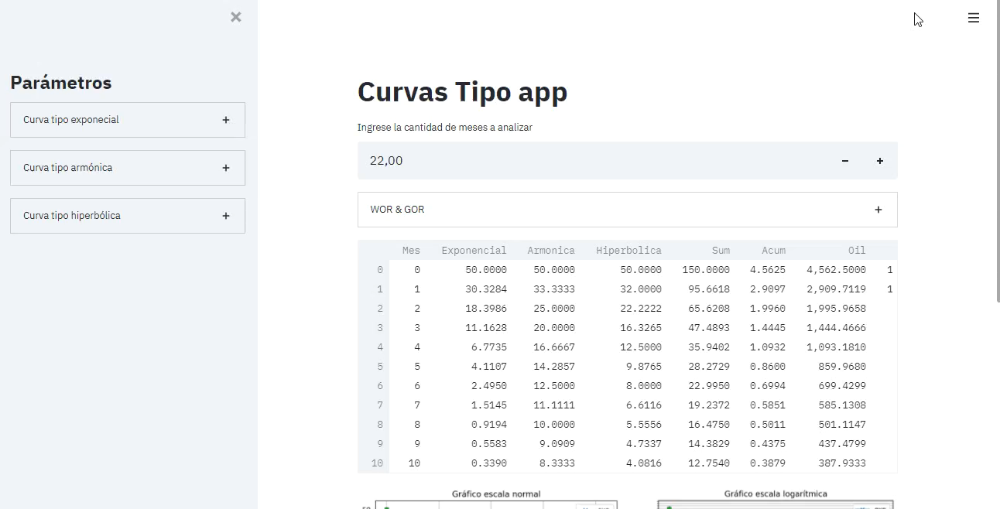 Parámetros
Curva tipo exponecial
Curva tipo armónica
Curva tipo hiperbólica
Curvas Tipo app
Ingrese la cantidad de meses a analizar
22,00
WOR & GOR
Mes Exponencial Armonica Hiperbolica Sum Acum Oil
0 0 50.0000 50.0000 50.0000 150.0000 4.5625 4,562.5000 1
1 1 30.3284 33.3333 32.0000 95.6618 2.9097 2,909.7119 1
2 2 18.3986 25.0000 22.2222 65.6208 1.9960 1,995.9658
3 3 11.1628 20.0000 16.3265 47.4893 1.4445 1,444.4666
4 4 6.7735 16.6667 12.5000 35.9402 1.0932 1,093.1810
5 5 4.1107 14.2857 9.8765 28.2729 0.8600 859.9680
6 6 2.4950 12.5000 8.0000 22.9950 0.6994 699.4299
7 7 1.5145 11.1111 6.6116 19.2372 0.5851 585.1308
8 8 0.9194 10.0000 5.5556 16.4750 0.5011 501.1147
9 9 0.5583 9.0909 4.7337 14.3829 0.4375 437.4799
10 10 0.3390 8.3333 4.0816 12.7540 0.3879 387.9333
Gráfico escala normal
Gráfico escala logarítmica